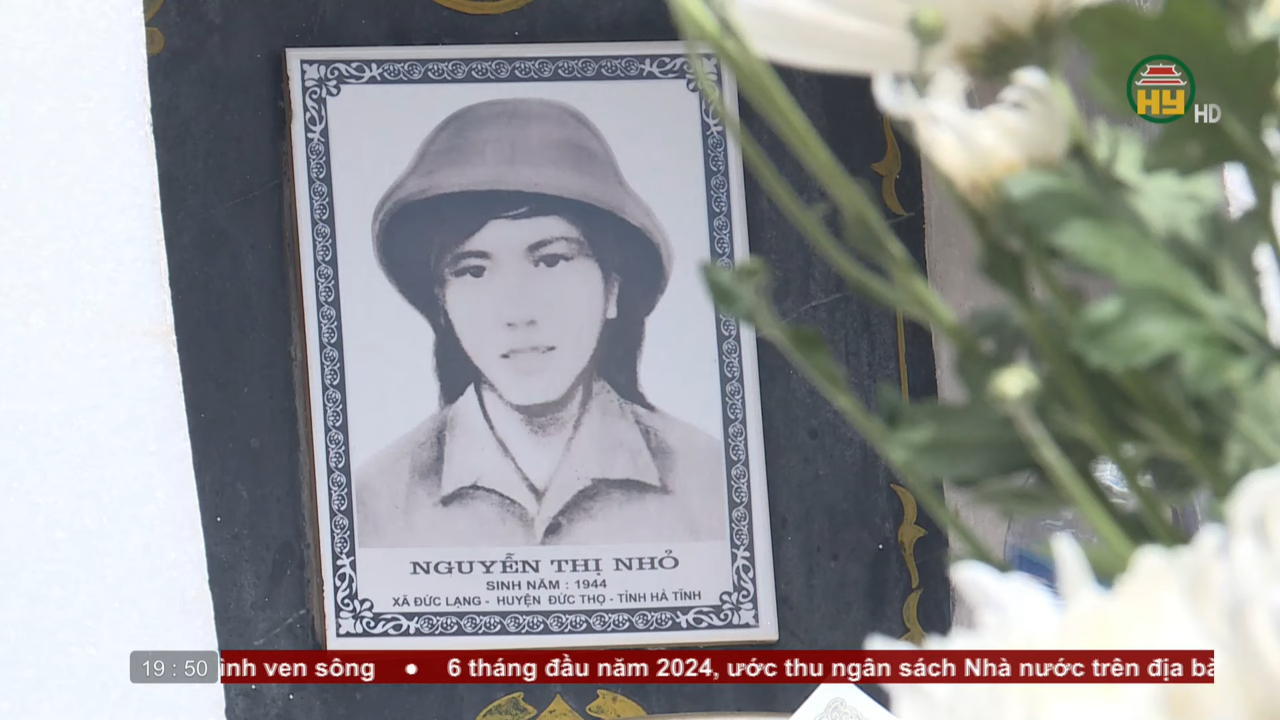 HY HD
NGUYỄN THỊ NHỎ
SINH NĂM : 1944
XÃ ĐỨC LẠNG - HUYỆN ĐỨC THỌ - TỈNH HÀ TĨNH
19 : 50 ình ven sông • 6 tháng đầu năm 2024, ước thu ngân sách Nhà nước trên địa bà